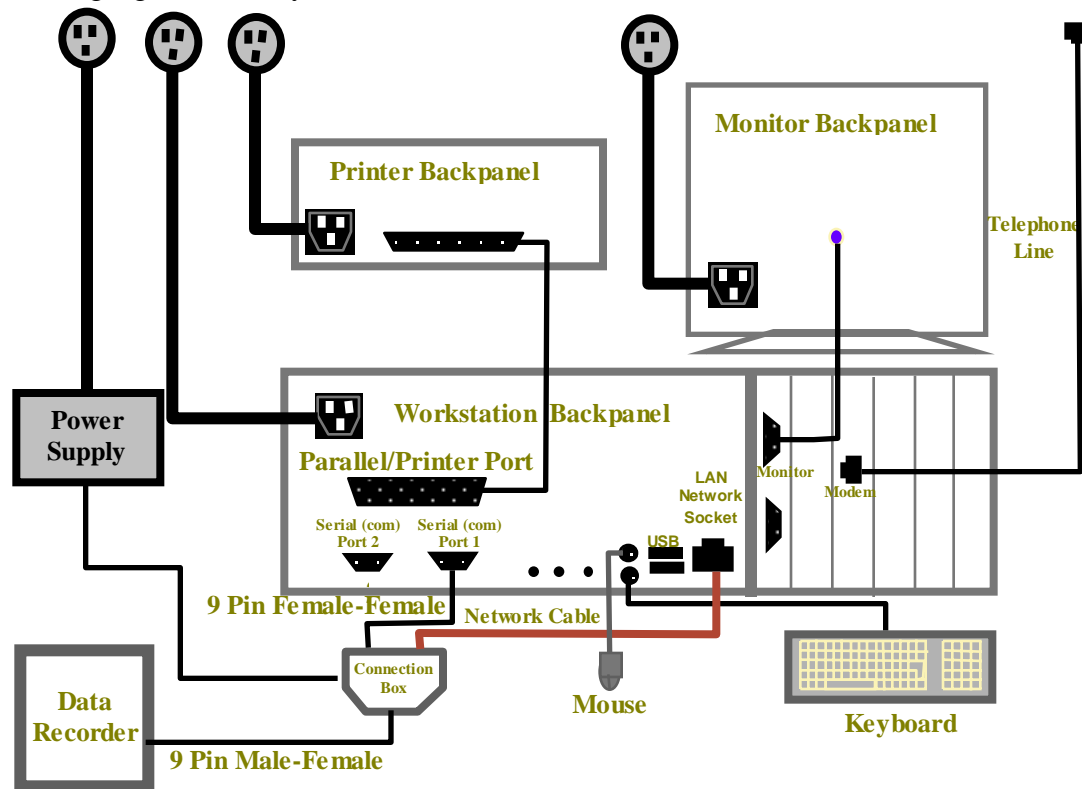 Monitor Backpanel
Printer Backpanel
Telephone
Line
Power
Supply
Workstation Backpanel
Parallel/Printer Port
Monitor
Modem
LAN
Network
Socket
Serial (com)
Port 2
Serial (com)
Port 1
USB
9 Pin Female-Female
Network Cable
Connection
Box
Data
Recorder
Mouse
Keyboard
9 Pin Male-Female